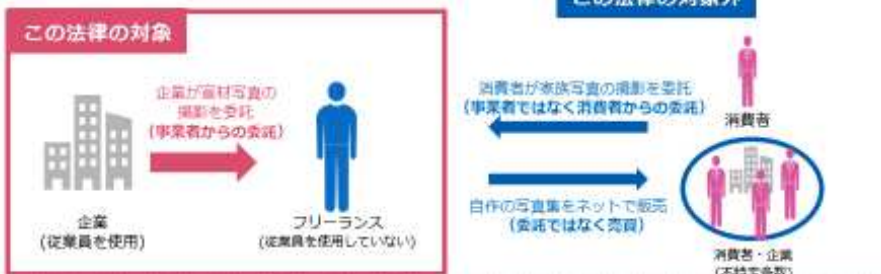 この法律の対象
企業が宣材写真の
撮影を委託
(事業者からの委託)
企業
(従業員を使用)
フリーランス
(従業員を使用していない)
この法律の対象外
消費者が家族写真の撮影を委託
(事業者ではなく消費者からの委託)
消費者
自作の写真集をネットで販売
(委託ではなく売買)
消費者・企業
(不特定多数)